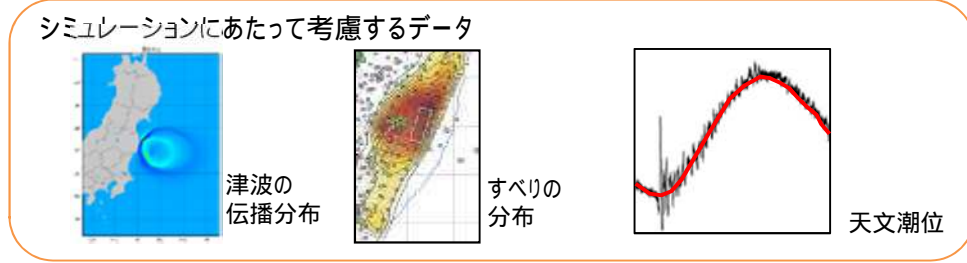 シミュレーションにあたって考慮するデータ
津波の
伝播分布
すべりの
分布
天文潮位